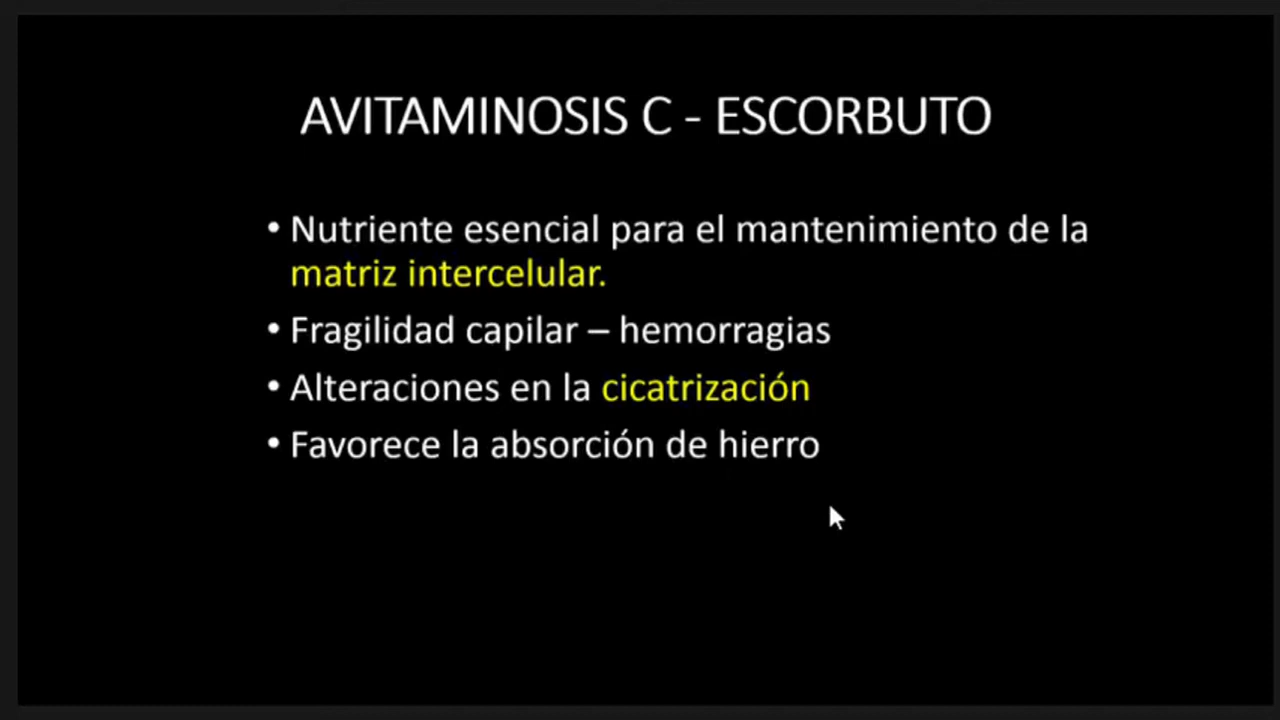 AVITAMINOSIS C - ESCORBUTO
• Nutriente esencial para el mantenimiento de la
matriz intercelular.
• Fragilidad capilar – hemorragias
• Alteraciones en la cicatrización
• Favorece la absorción de hierro